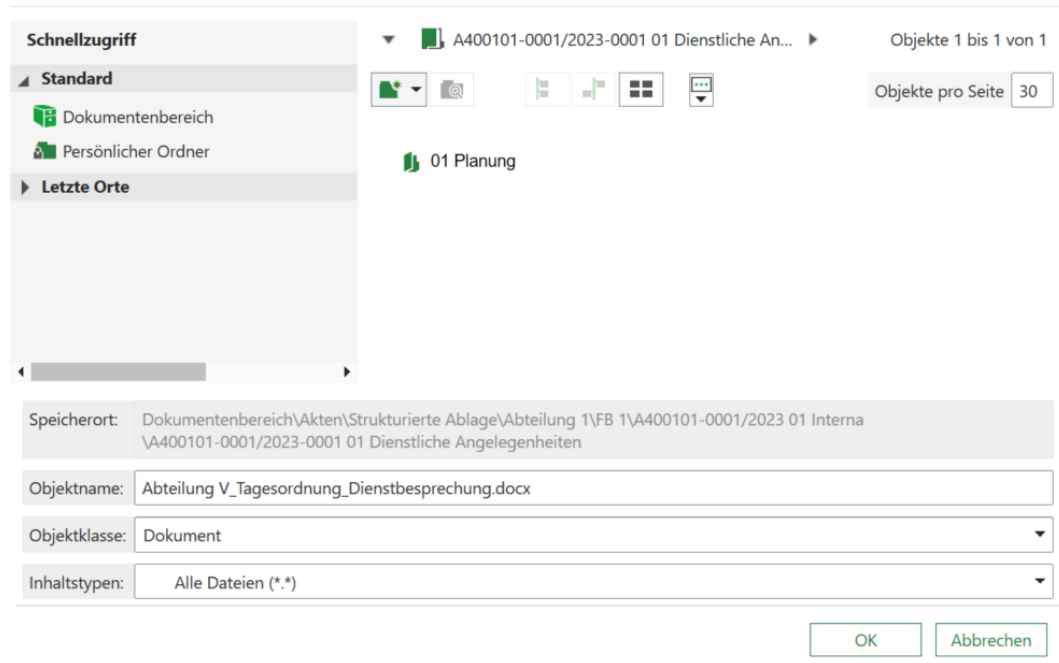 Schnellzugriff
A400101-0001/2023-0001 01 Dienstliche An...
Objekte 1 bis 1 von 1
Standard
Objekte pro Seite 30
Dokumentenbereich
Persönlicher Ordner
01 Planung
Letzte Orte
Speicherort: Dokumentenbereich\Akten\Strukturierte Ablage\Abteilung 1\FB 1\A400101-0001/2023 01 Interna
\A400101-0001/2023-0001 01 Dienstliche Angelegenheiten
Objektname: Abteilung V_Tagesordnung_Dienstbesprechung.docx
Objektklasse: Dokument
Inhaltstypen: Alle Dateien (*.*)
OK
Abbrechen